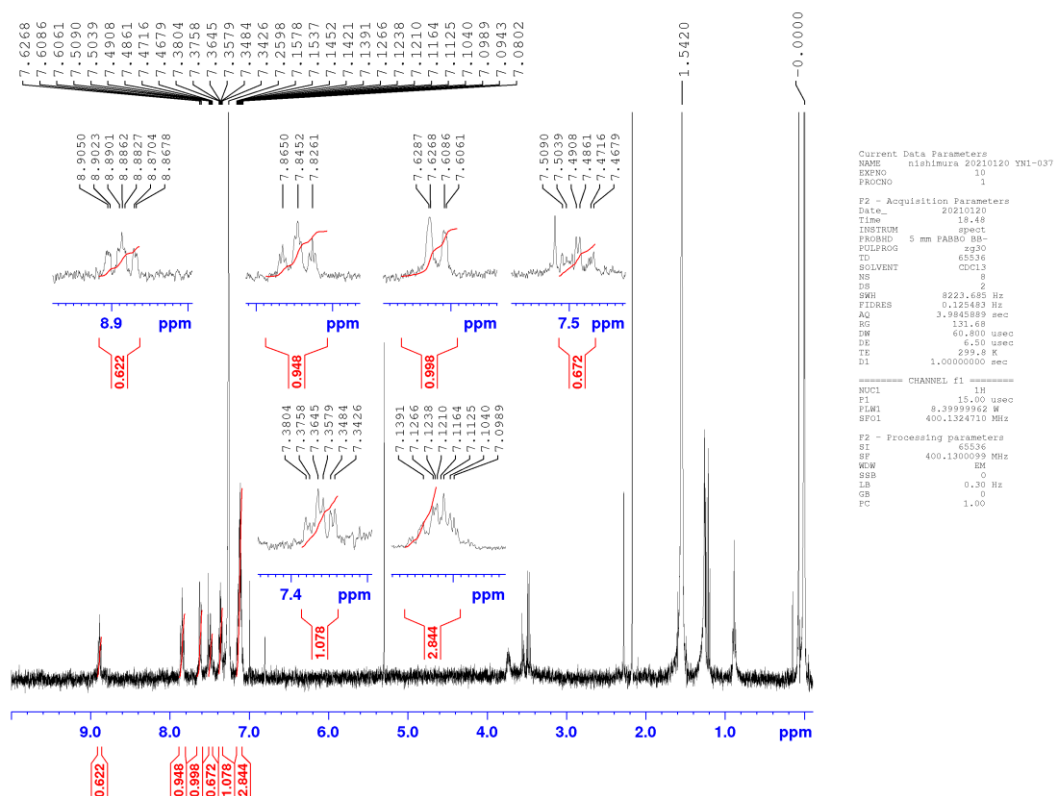 7.6268
7.6086
7.6061
7.5090
7.5039
7.4908
7.4861
7.4716
7.4679
7.3804
7.3758
7.3645
7.3579
7.3484
7.3426
7.2598
7.1578
7.1537
7.1452
7.1421
7.1391
7.1266
7.1238
7.1210
7.1164
7.1125
7.1040
7.0989
7.0943
7.0802
1.5420
-0.0000
8.9050
8.9023
8.8901
8.8862
8.8827
8.8704
8.8678
7.8650
7.8452
7.8261
7.6287
7.6268
7.6086
7.6061
7.5090
7.5039
7.4908
7.4861
7.4716
7.4679
8.9 ppm
ppm
ppm
7.5 ppm
0.622
0.948
0.998
0.672
7.3804
7.3758
7.3645
7.3579
7.3484
7.3426
7.1391
7.1266
7.1238
7.1210
7.1164
7.1125
7.1040
7.0989
7.4 ppm
ppm
1.078
2.844
9.0 8.0 7.0 6.0 5.0 4.0 3.0 2.0 1.0 ppm
0.622
0.948
0.998
0.672
1.078
2.844
Current Data Parameters
NAME nishimura 20210120 YN1-037
EXPNO 10
PROCNO 1
F2 - Acquisition Parameters
Date_ 20210120
Time 18.48
INSTRUM spect
PROBHD 5 mm PABBO BB-
PULPROG zg30
TD 65536
SOLVENT CDCl3
NS 8
DS 2
SWH 8223.685 Hz
FIDRES 0.125483 Hz
AQ 3.9845889 sec
RG 131.68
DW 60.800 usec
DE 6.50 usec
TE 299.8 K
D1 1.00000000 sec
======== CHANNEL f1 ========
NUC1 1H
P1 15.00 usec
PLW1 8.39999962 W
SFO1 400.1324710 MHz
F2 - Processing parameters
SI 65536
SF 400.1300099 MHz
WDW EM
SSB 0
LB 0.30 Hz
GB 0
PC 1.00